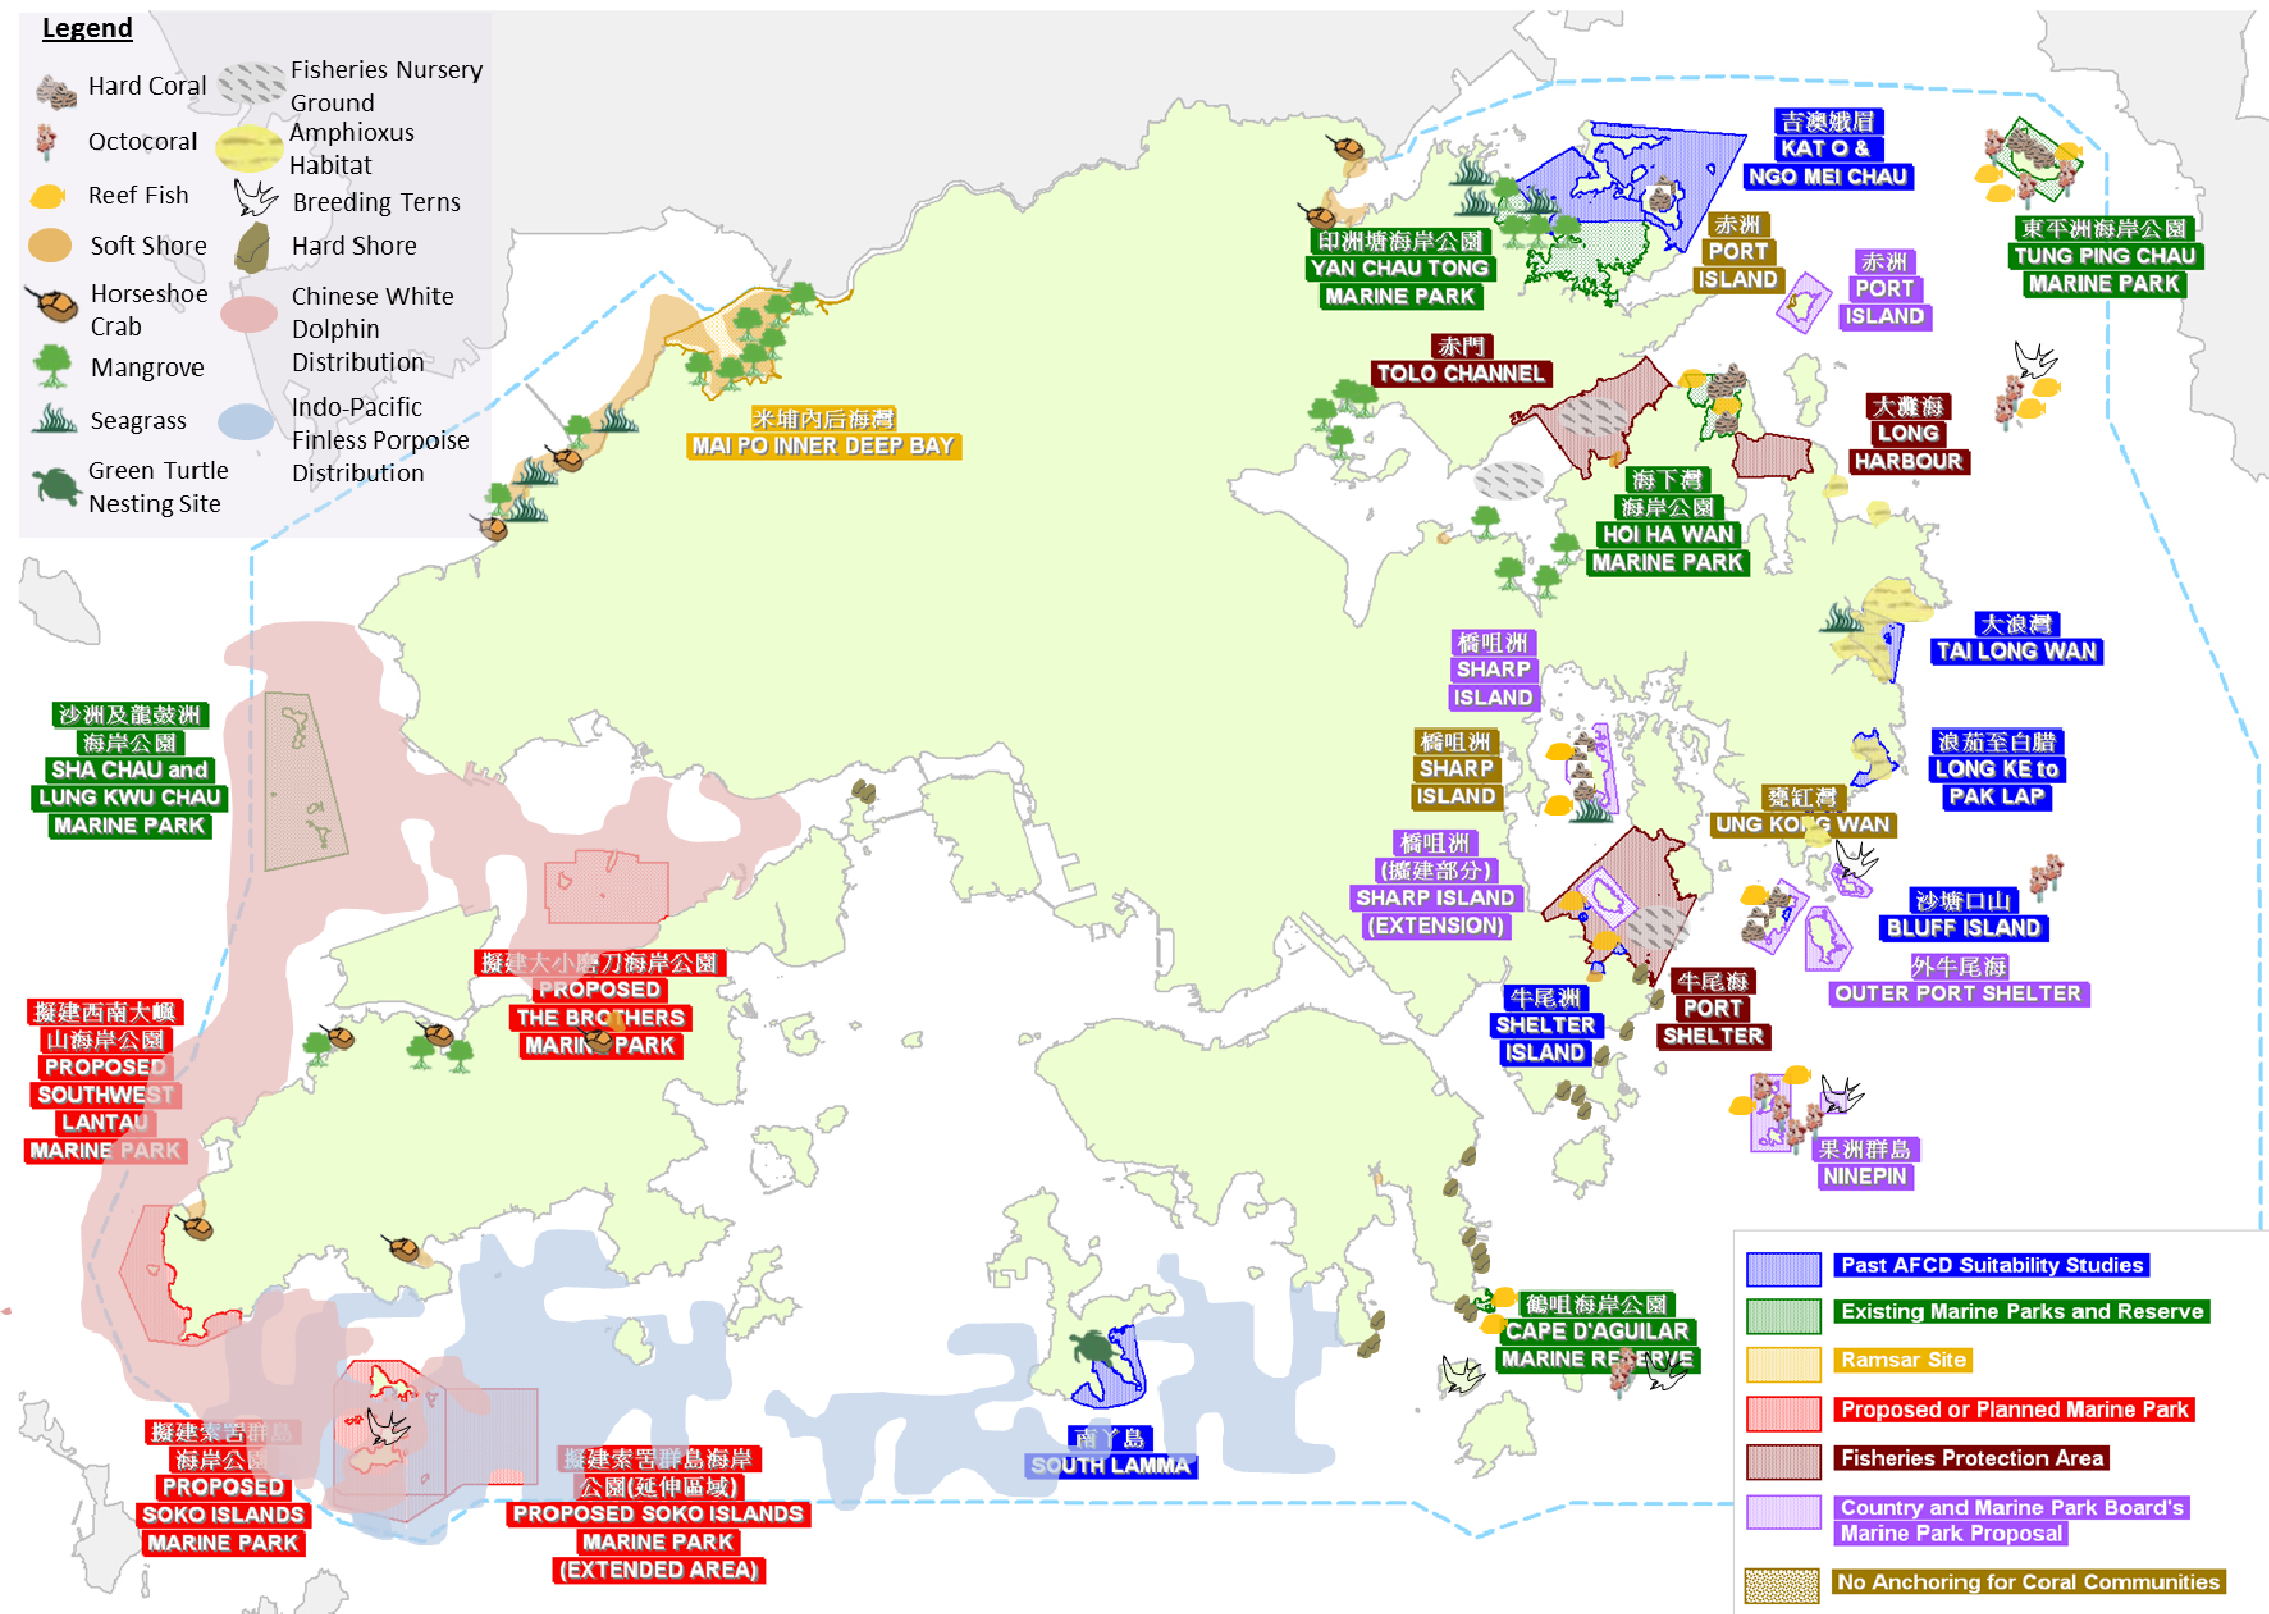 Legend
Hard Coral
Octocoral
Reef Fish
Soft Shore
Horseshoe
Crab
Mangrove
Seagrass
Green Turtle
Nesting Site
Fisheries Nursery
Ground
Amphioxus
Habitat
Breeding Terns
Hard Shore
Chinese White
Dolphin
Distribution
Indo-Pacific
Finless Porpoise
Distribution
吉澳娥眉
KAT O &
NGO MEI CHAU
東平洲海岸公園
TUNG PING CHAU
MARINE PARK
印洲塘海岸公園
YAN CHAU TONG
MARINE PARK
赤洲
PORT
ISLAND
赤洲
PORT
ISLAND
赤門
TOLO CHANNEL
大灘海
LONG
HARBOUR
米埔內后海灣
MAI PO INNER DEEP BAY
海下灣
海岸公園
HOI HA WAN
MARINE PARK
大浪灣
TAI LONG WAN
橋咀洲
SHARP
ISLAND
沙洲及龍鼓洲
海岸公園
SHA CHAU and
LUNG KWU CHAU
MARINE PARK
橋咀洲
SHARP
ISLAND
浪茄至白腊
LONG KE to
PAK LAP
甕缸灣
UNG KONG WAN
橋咀洲
(擴建部分)
SHARP ISLAND
(EXTENSION)
沙塘口山
BLUFF ISLAND
外牛尾海
OUTER PORT SHELTER
擬建大小磨刀海岸公園
PROPOSED
THE BROTHERS
MARINE PARK
牛尾洲
SHELTER
ISLAND
牛尾海
PORT
SHELTER
擬建西南大嶼
山海岸公園
PROPOSED
SOUTHWEST
LANTAU
MARINE PARK
果洲群島
NINEPIN
鶴咀海岸公園
CAPE D'AGUILAR
MARINE RESERVE
南丫島
SOUTH LAMMA
擬建索罟群島
海岸公園
PROPOSED
SOKO ISLANDS
MARINE PARK
擬建索罟群島海岸
公園(延伸區域)
PROPOSED SOKO ISLANDS
MARINE PARK
(EXTENDED AREA)
Past AFCD Suitability Studies
Existing Marine Parks and Reserve
Ramsar Site
Proposed or Planned Marine Park
Fisheries Protection Area
Country and Marine Park Board's
Marine Park Proposal
No Anchoring for Coral Communities